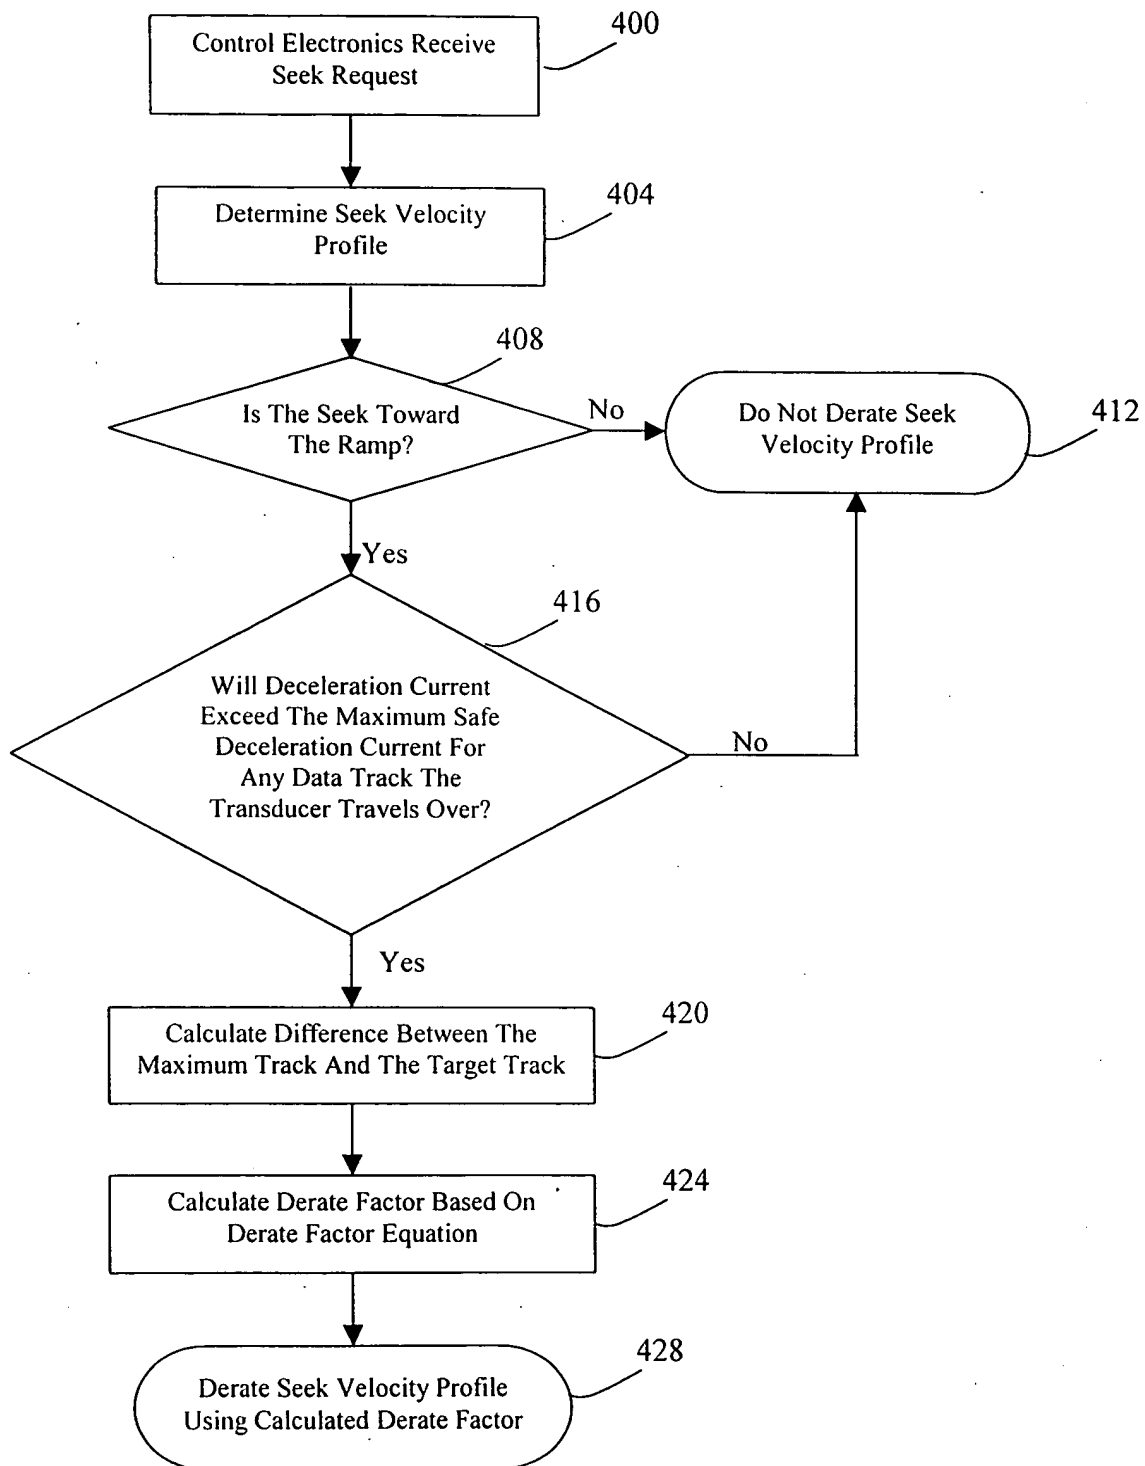 400
Control Electronics Receive
Seek Request
404
Determine Seek Velocity
Profile
408
Is The Seek Toward
The Ramp?
No
Do Not Derate Seek
Velocity Profile
412
Yes
416
Will Deceleration Current
Exceed The Maximum Safe
Deceleration Current For
Any Data Track The
Transducer Travels Over?
No
Yes
420
Calculate Difference Between The
Maximum Track And The Target Track
424
Calculate Derate Factor Based On
Derate Factor Equation
428
Derate Seek Velocity Profile
Using Calculated Derate Factor